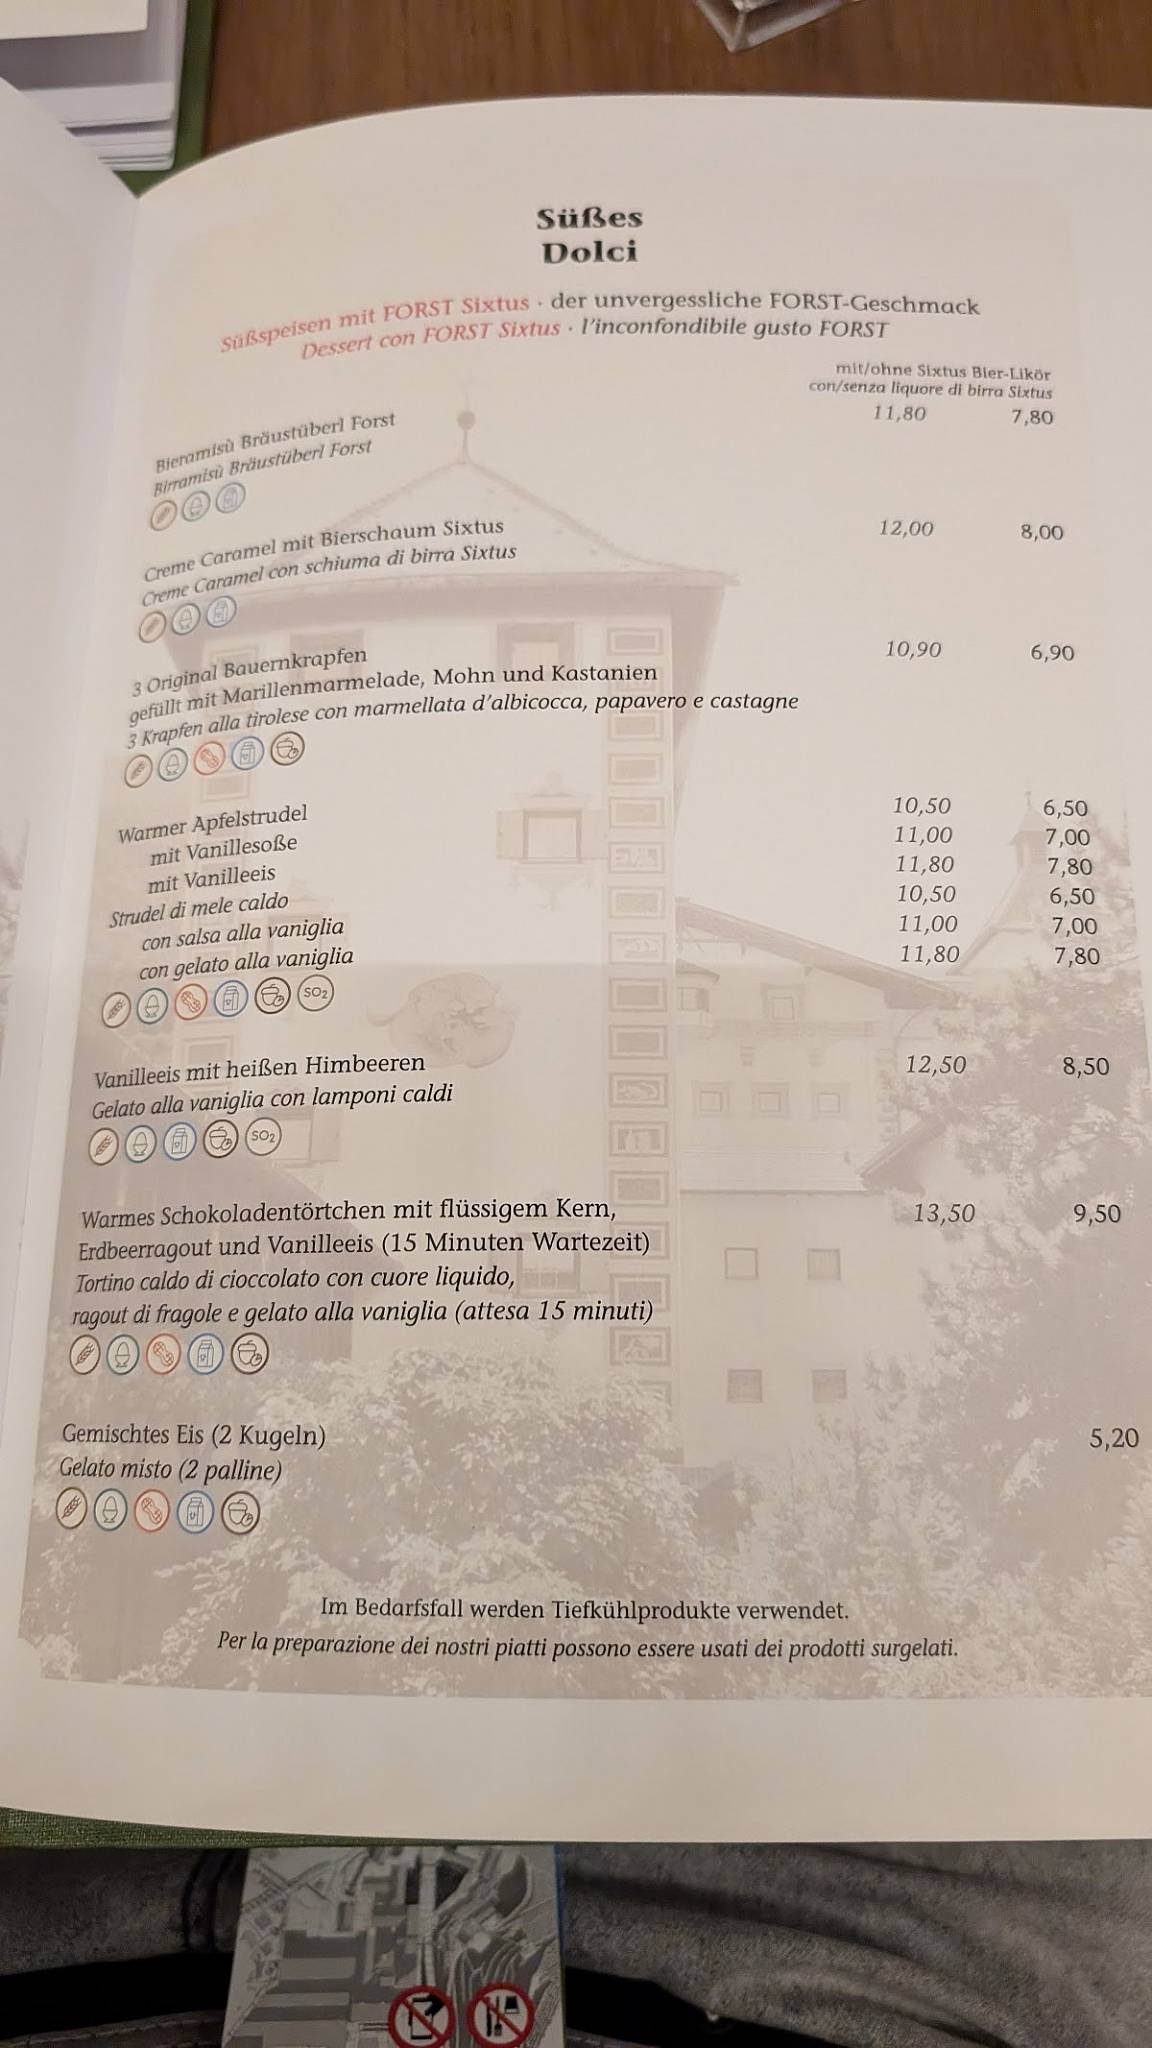 Süßes
Dolci
Süßspeisen mit FORST Sixtus · der unvergessliche FORST-Geschmack
Dessert con FORST Sixtus · l'inconfondibile gusto FORST
mit/ohne Sixtus Bier-Likör
con/senza liquore di birra Sixtus
Bieramisù Bräustüberl Forst 11,80 7,80
Birramisù Bräustüberl Forst
Creme Caramel mit Bierschaum Sixtus 12,00 8,00
Creme Caramel con schiuma di birra Sixtus
3 Original Bauernkrapfen 10,90 6,90
gefüllt mit Marillenmarmelade, Mohn und Kastanien
3 Krapfen alla tirolese con marmellata d'albicocca, papavero e castagne
Warmer Apfelstrudel 10,50 6,50
mit Vanillesoße 11,00 7,00
mit Vanilleeis 11,80 7,80
Strudel di mele caldo 10,50 6,50
con salsa alla vaniglia 11,00 7,00
con gelato alla vaniglia 11,80 7,80
SO2
Vanilleeis mit heißen Himbeeren 12,50 8,50
Gelato alla vaniglia con lamponi caldi
SO2
Warmes Schokoladentörtchen mit flüssigem Kern, 13,50 9,50
Erdbeerragout und Vanilleeis (15 Minuten Wartezeit)
Tortino caldo di cioccolato con cuore liquido,
ragout di fragole e gelato alla vaniglia (attesa 15 minuti)
Gemischtes Eis (2 Kugeln) 5,20
Gelato misto (2 palline)
Im Bedarfsfall werden Tiefkühlprodukte verwendet.
Per la preparazione dei nostri piatti possono essere usati dei prodotti surgelati.